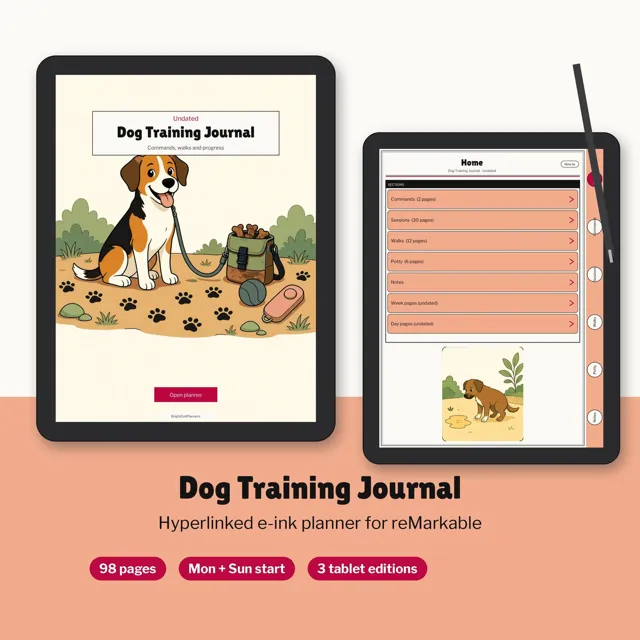 Undated
Dog Training Journal
Commands, walks and progress
Open planner
BrightDotPlanners
Home
Dog Training Journal · Undated
SECTIONS
Commands (2 pages)
Sessions (30 pages)
Walks (12 pages)
Potty (6 pages)
Notes
Week pages (undated)
Day pages (undated)
Dog Training Journal
Hyperlinked e-ink planner for reMarkable
98 pages
Mon + Sun start
3 tablet editions